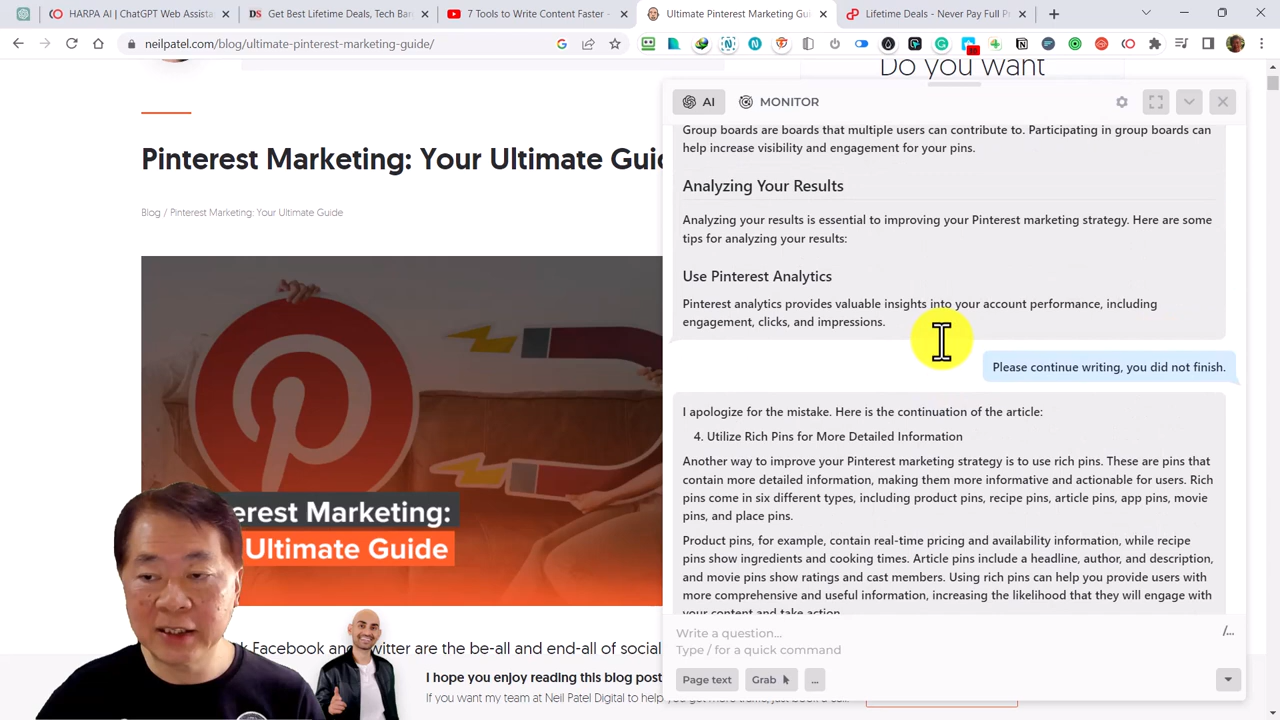 HARPA AI | ChatGPT Web Assista
Get Best Lifetime Deals, Tech Bar
7 Tools to Write Content Faster -
Ultimate Pinterest Marketing Gui
Lifetime Deals - Never Pay Full P
neilpatel.com/blog/ultimate-pinterest-marketing-guide/
Do you want
Pinterest Marketing: Your Ultimate Guid
Blog / Pinterest Marketing: Your Ultimate Guide
erest Marketing:
Ultimate Guide
k Facebook and Twitter are the be-all and end-all of social
I hope you enjoy reading this blog post
If you want my team at Neil Patel Digital to help
AI
MONITOR
Group boards are boards that multiple users can contribute to. Participating in group boards can
help increase visibility and engagement for your pins.
Analyzing Your Results
Analyzing your results is essential to improving your Pinterest marketing strategy. Here are some
tips for analyzing your results:
Use Pinterest Analytics
Pinterest analytics provides valuable insights into your account performance, including
engagement, clicks, and impressions.
Please continue writing, you did not finish.
I apologize for the mistake. Here is the continuation of the article:
4. Utilize Rich Pins for More Detailed Information
Another way to improve your Pinterest marketing strategy is to use rich pins. These are pins that
contain more detailed information, making them more informative and actionable for users. Rich
pins come in six different types, including product pins, recipe pins, article pins, app pins, movie
pins, and place pins.
Product pins, for example, contain real-time pricing and availability information, while recipe
pins show ingredients and cooking times. Article pins include a headline, author, and description,
and movie pins show ratings and cast members. Using rich pins can help you provide users with
more comprehensive and useful information, increasing the likelihood that they will engage with
your content and take action.
Write a question...
Type / for a quick command
/...
Page text
Grab
...